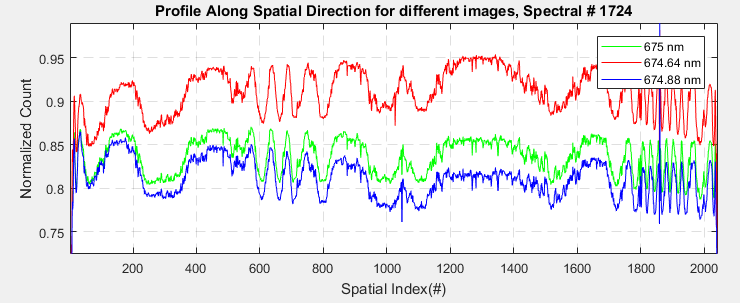 Profile Along Spatial Direction for different images, Spectral # 1724
675 nm
674.64 nm
674.88 nm
0.95
0.9
0.85
0.8
0.75
Normalized Count
200
400
600
800
1000
1200
1400
1600
1800
2000
Spatial Index(#)